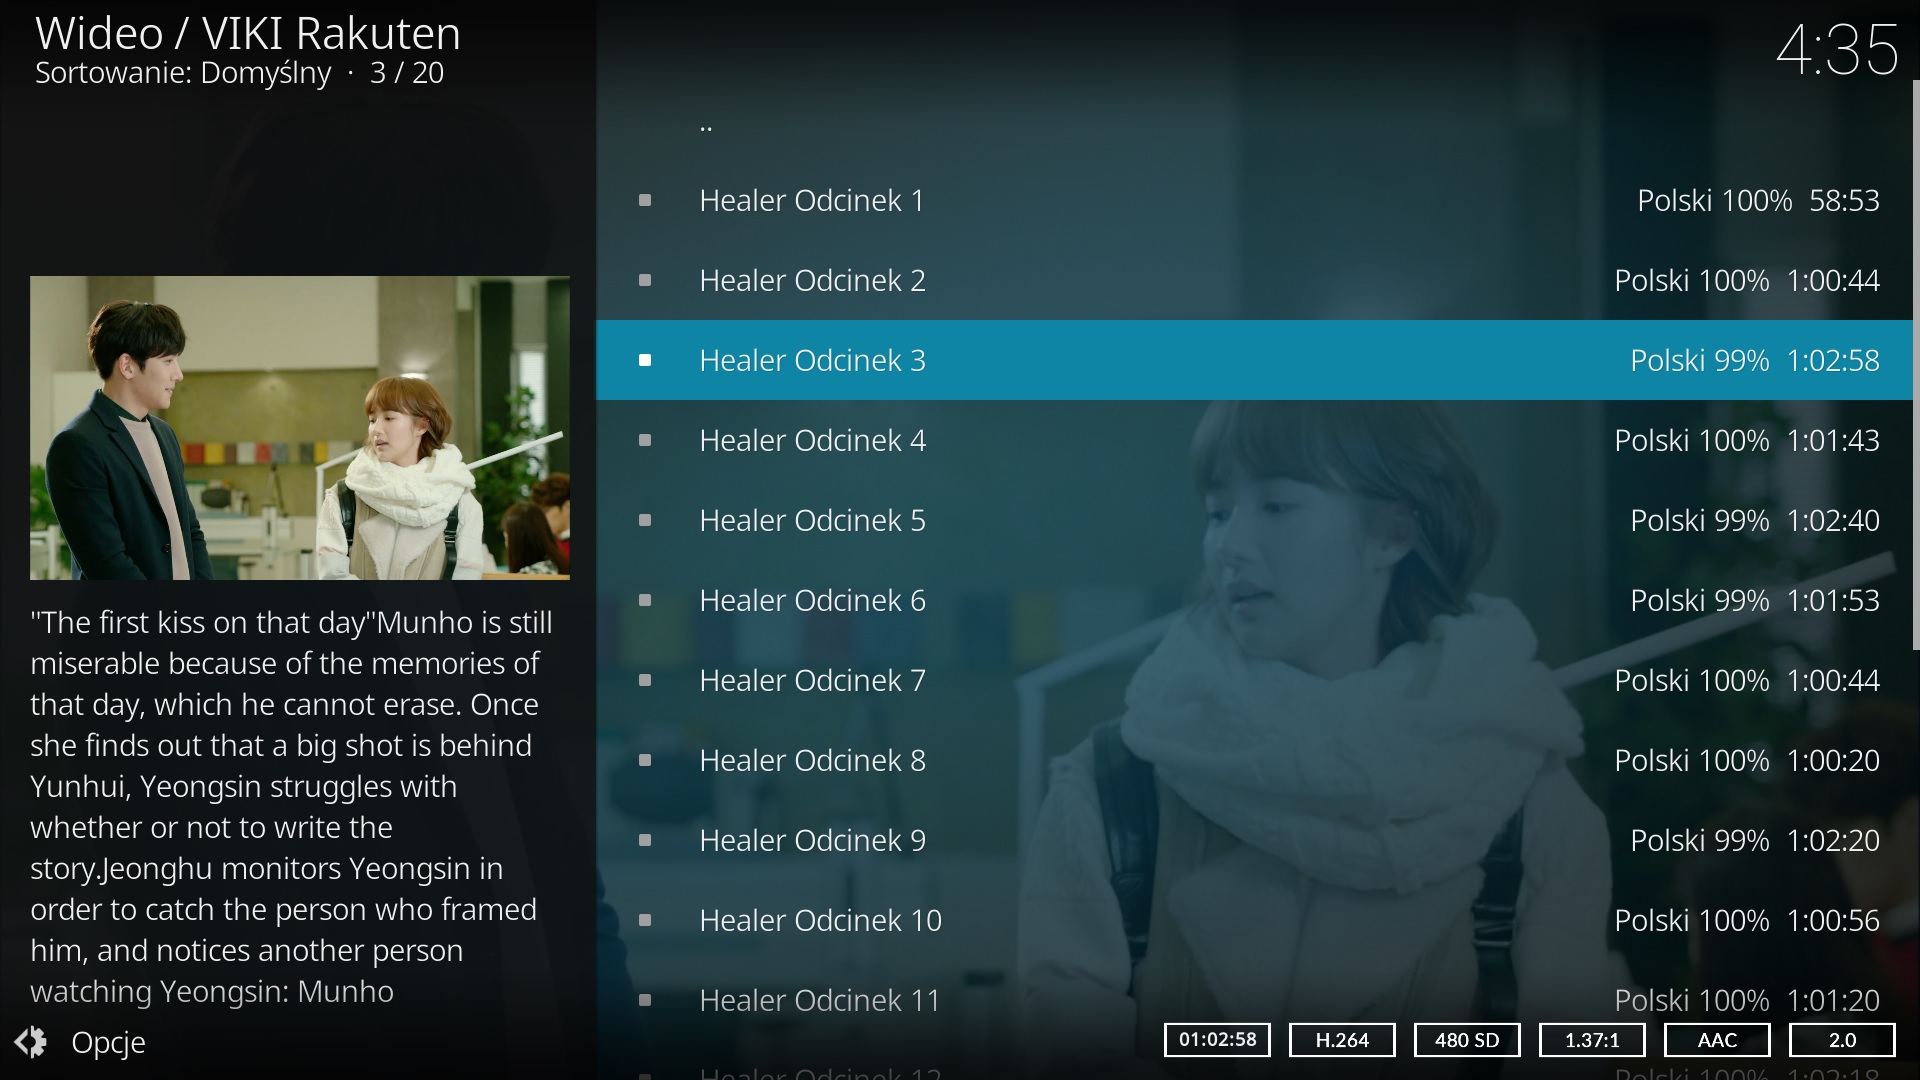 Wideo / VIKI Rakuten
Sortowanie: Domyślny · 3 / 20
4:35
..
Healer Odcinek 1 Polski 100% 58:53
Healer Odcinek 2 Polski 100% 1:00:44
Healer Odcinek 3 Polski 99% 1:02:58
Healer Odcinek 4 Polski 100% 1:01:43
Healer Odcinek 5 Polski 99% 1:02:40
Healer Odcinek 6 Polski 99% 1:01:53
Healer Odcinek 7 Polski 100% 1:00:44
Healer Odcinek 8 Polski 100% 1:00:20
Healer Odcinek 9 Polski 99% 1:02:20
Healer Odcinek 10 Polski 100% 1:00:56
Healer Odcinek 11 Polski 100% 1:01:20
Healer Odcinek 12 Polski 100% 1:02:18
"The first kiss on that day"Munho is still
miserable because of the memories of
that day, which he cannot erase. Once
she finds out that a big shot is behind
Yunhui, Yeongsin struggles with
whether or not to write the
story.Jeonghu monitors Yeongsin in
order to catch the person who framed
him, and notices another person
watching Yeongsin: Munho
Opcje
01:02:58 H.264 480 SD 1.37:1 AAC 2.0